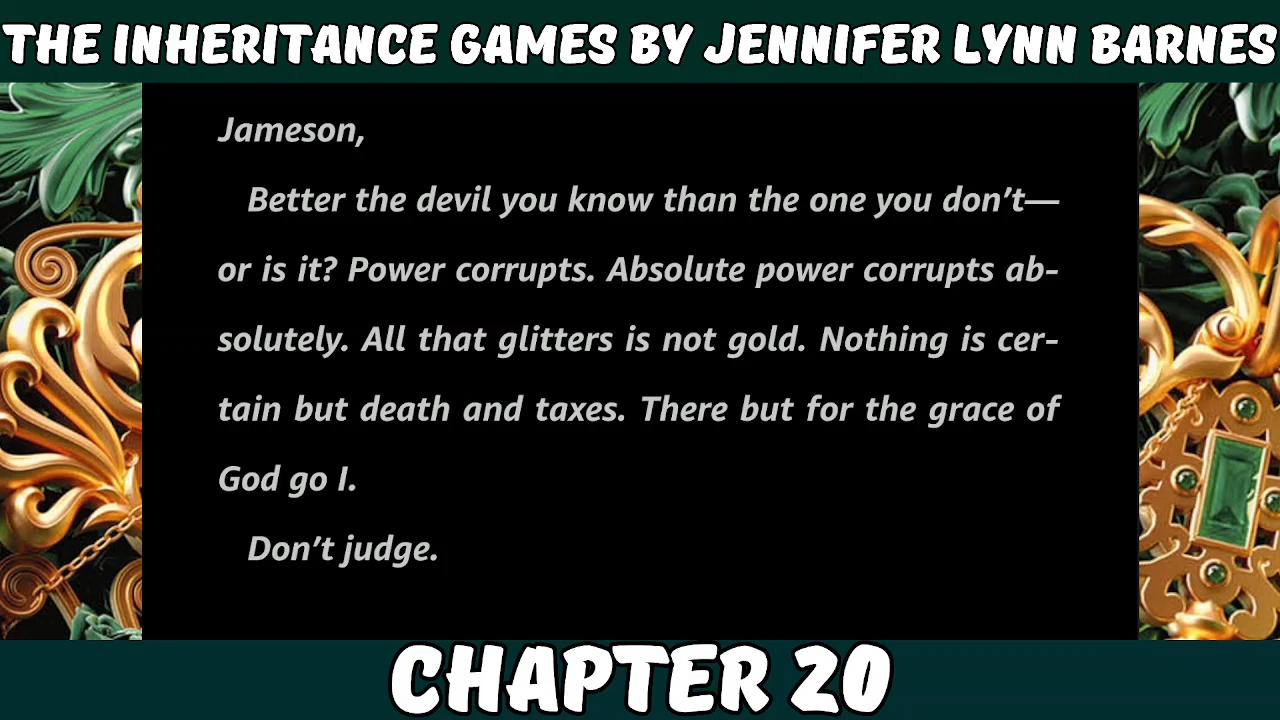 THE INHERITANCE GAMES BY JENNIFER LYNN BARNES
Jameson,
Better the devil you know than the one you don’t—
or is it? Power corrupts. Absolute power corrupts ab-
solutely. All that glitters is not gold. Nothing is cer-
tain but death and taxes. There but for the grace of
God go I.
Don’t judge.
CHAPTER 20